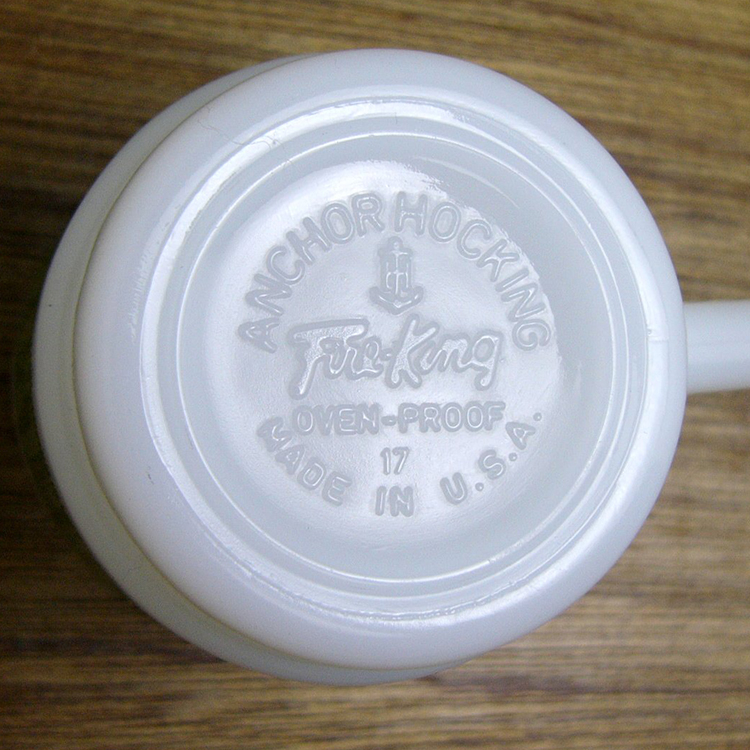 ANCHOR HOCKING
Fire-King
OVEN-PROOF
17
MADE IN U.S.A.